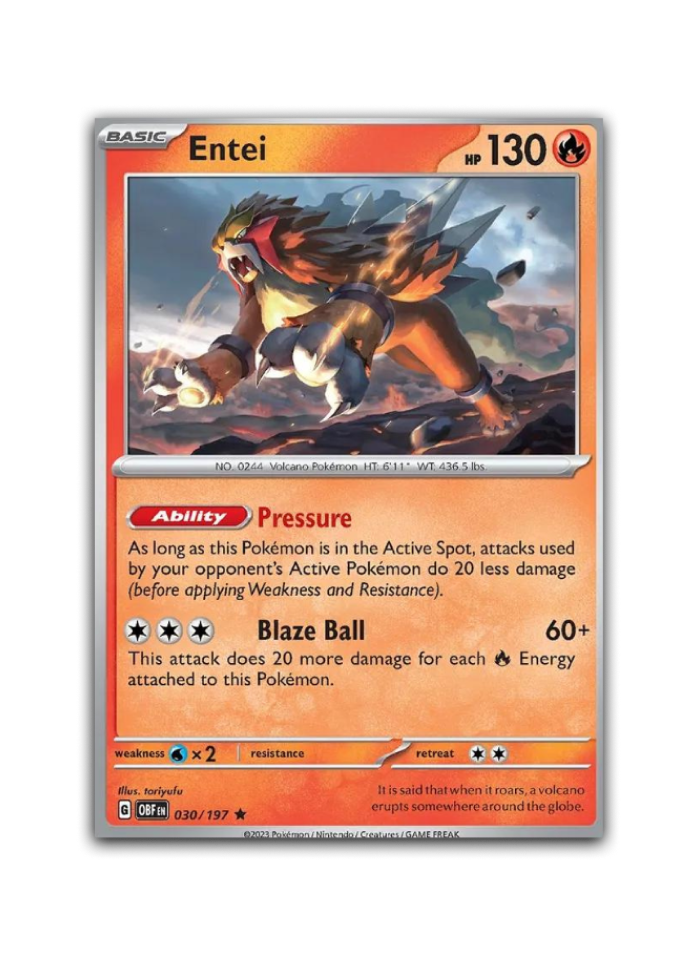 BASIC Entei HP 130
NO. 0244 Volcano Pokémon HT: 6'11" WT: 436.5 lbs.
Ability Pressure
As long as this Pokémon is in the Active Spot, attacks used
by your opponent's Active Pokémon do 20 less damage
(before applying Weakness and Resistance).
Blaze Ball 60+
This attack does 20 more damage for each Energy
attached to this Pokémon.
weakness ×2 resistance retreat
Illus. toriyufu
It is said that when it roars, a volcano
erupts somewhere around the globe.
G OBF EN 030/197 ★
©2023 Pokémon / Nintendo / Creatures / GAME FREAK